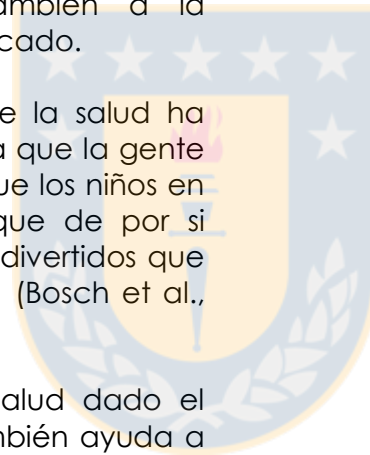 ambién a la
cado.
e la salud ha
a que la gente
ue los niños en
que de por si
divertidos que
(Bosch et al.,
alud dado el
mbién ayuda a